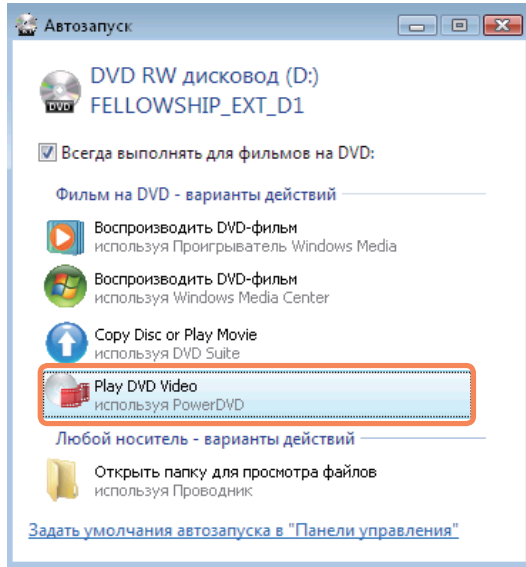 Автозапуск
DVD RW дисковод (D:)
FELLOWSHIP_EXT_D1
DVD
Всегда выполнять для фильмов на DVD:
Фильм на DVD - варианты действий
Воспроизводить DVD-фильм
используя Проигрыватель Windows Media
Воспроизводить DVD-фильм
используя Windows Media Center
Copy Disc or Play Movie
используя DVD Suite
Play DVD Video
используя PowerDVD
Любой носитель - варианты действий
Открыть папку для просмотра файлов
используя Проводник
Задать умолчания автозапуска в "Панели управления"